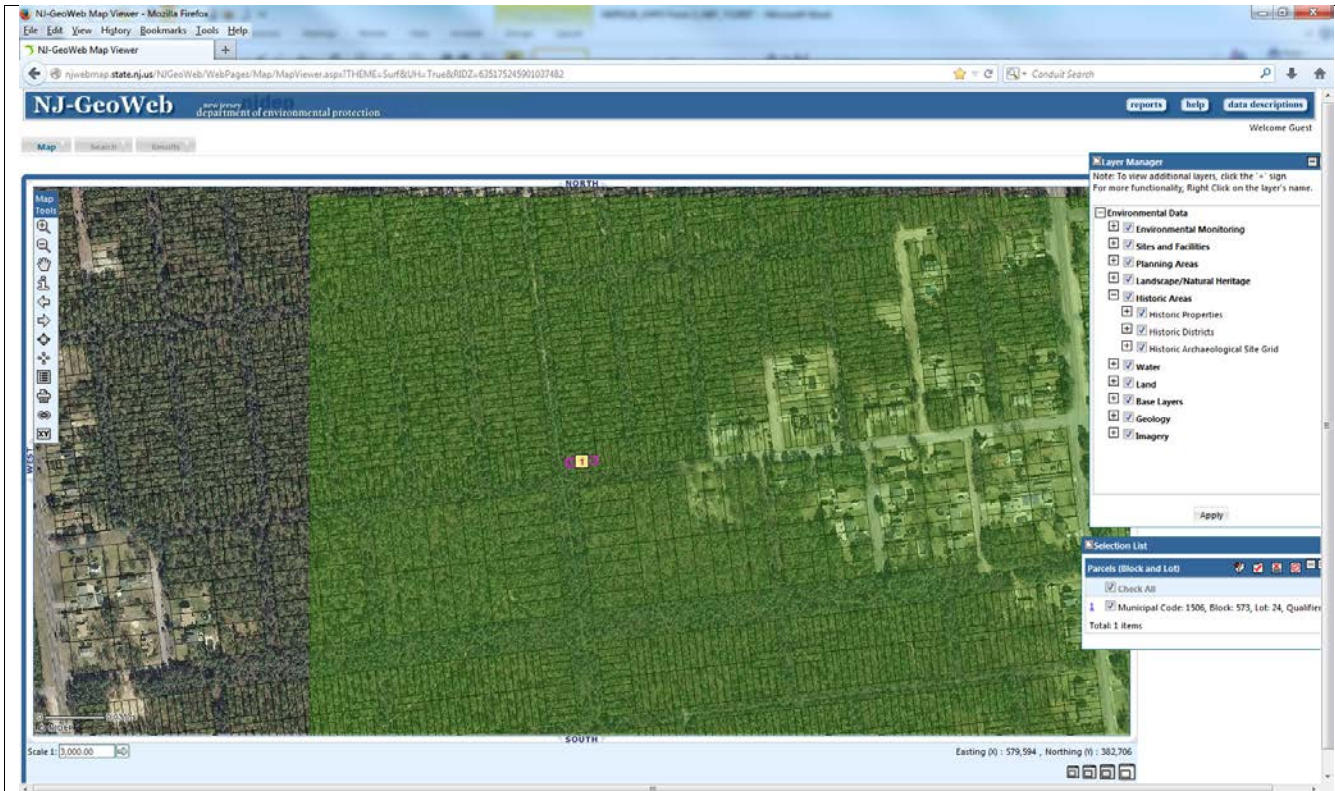 NJ-GeoWeb Map Viewer - Mozilla Firefox
File Edit View History Bookmarks Tools Help
NJ-GeoWeb Map Viewer +
njwebmap.state.nj.us/NJGeoWeb/WebPages/Map/MapViewer.aspx?THEME=Surf&UH=True&RIDZ=635175245901037482
Conduit Search
NJ-GeoWeb
new jersey
department of environmental protection
reports help data descriptions
Welcome Guest
Map Search Results
Layer Manager
Note: To view additional layers, click the '+' sign
For more functionality, Right Click on the layer's name.
NORTH
Map
Tools
Environmental Data
Environmental Monitoring
Sites and Facilities
Planning Areas
Landscape/Natural Heritage
Historic Areas
Historic Properties
Historic Districts
Historic Archaeological Site Grid
Water
Land
Base Layers
Geology
Imagery
XY
WEST
1
Apply
Selection List
Parcels (Block and Lot)
Check All
1 Municipal Code: 1506, Block: 573, Lot: 24, Qualifier
Total: 1 items
SOUTH
Scale 1: 3,000.00
Easting (X) : 579,594 , Northing (Y) : 382,706